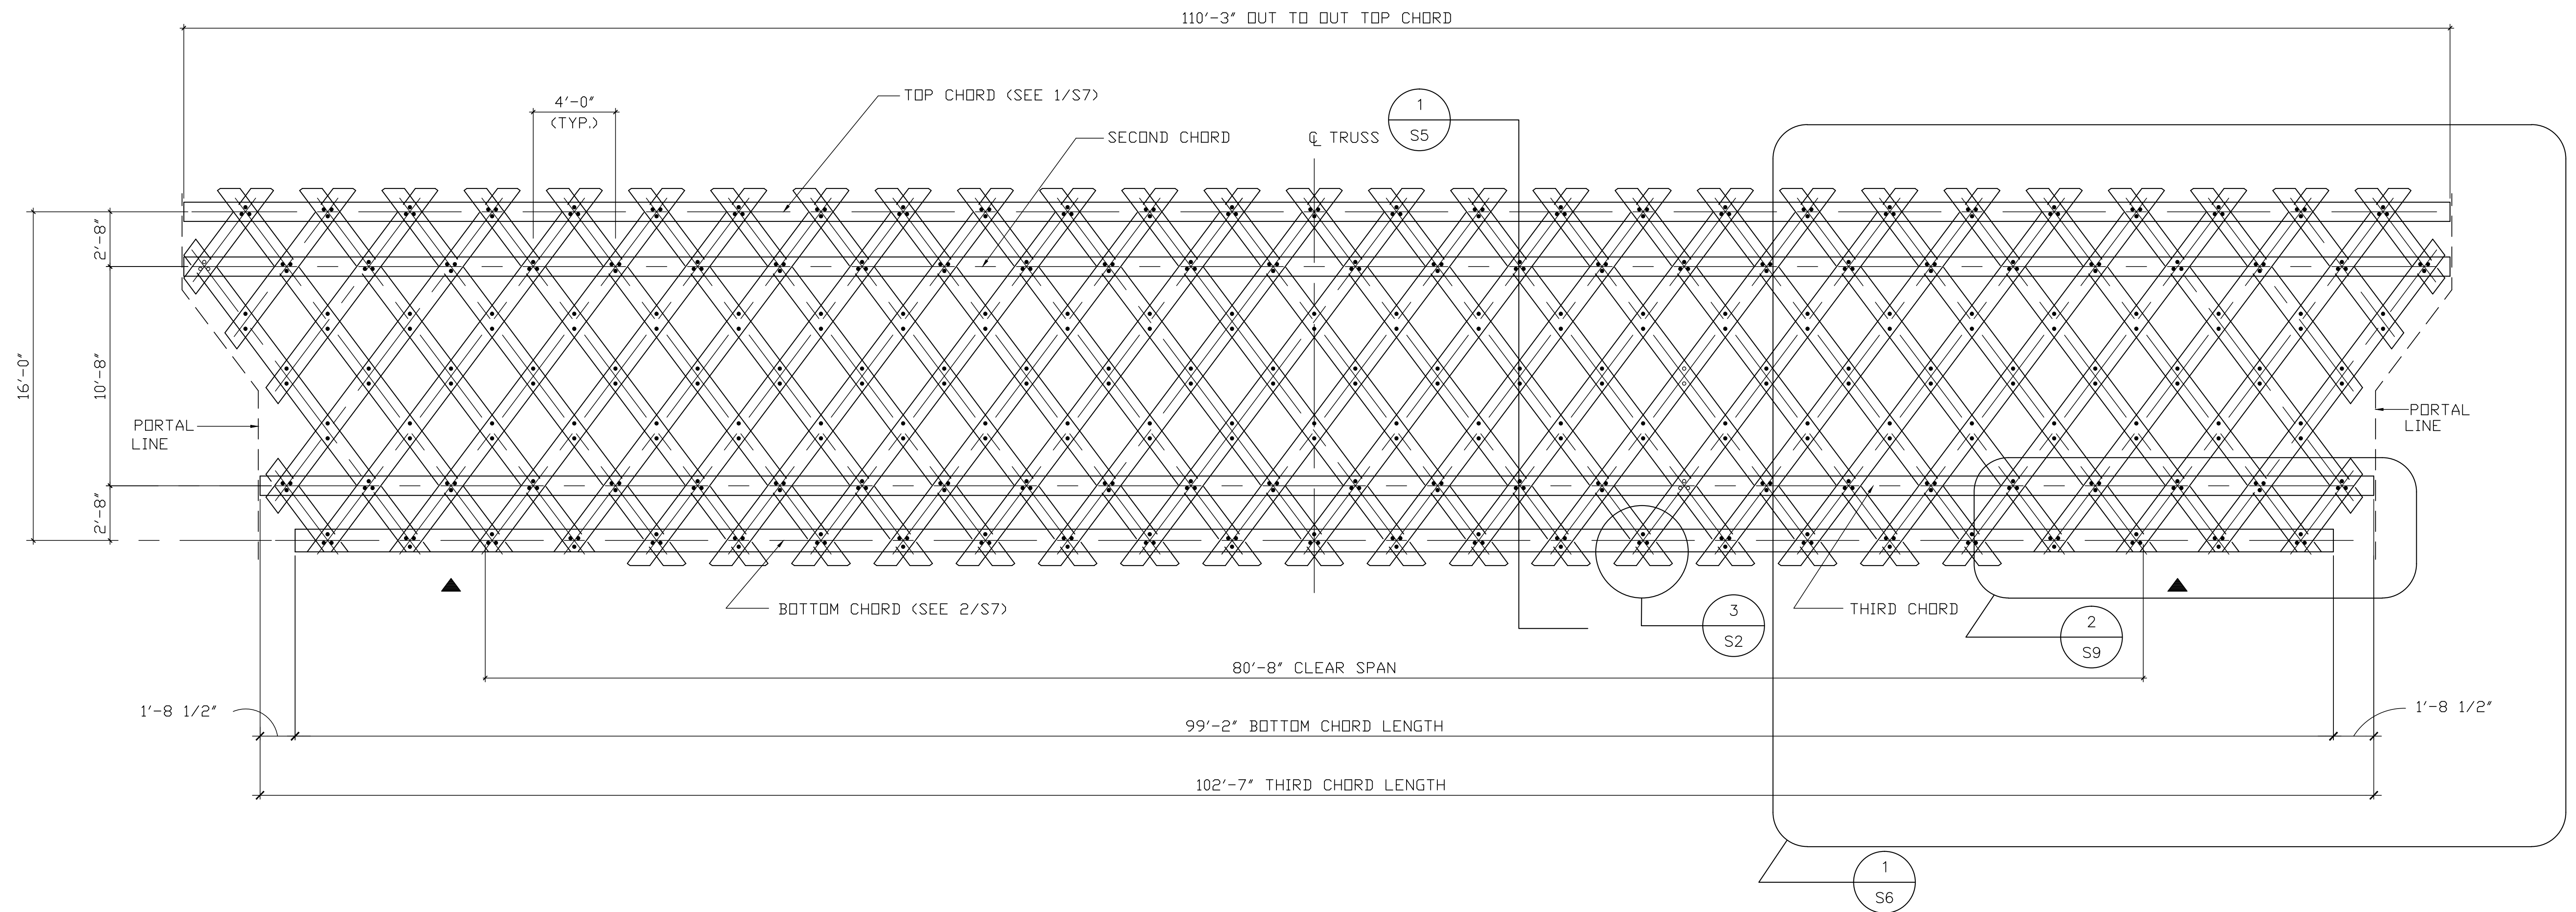 110'-3" OUT TO OUT TOP CHORD
TOP CHORD (SEE 1/S7)
4'-0"
(TYP.)
SECOND CHORD
℄ TRUSS
1
S5
2'-8"
16'-0"
10'-8"
2'-8"
PORTAL
LINE
PORTAL
LINE
BOTTOM CHORD (SEE 2/S7)
THIRD CHORD
3
S2
2
S9
80'-8" CLEAR SPAN
1'-8 1/2"
99'-2" BOTTOM CHORD LENGTH
1'-8 1/2"
102'-7" THIRD CHORD LENGTH
1
S6